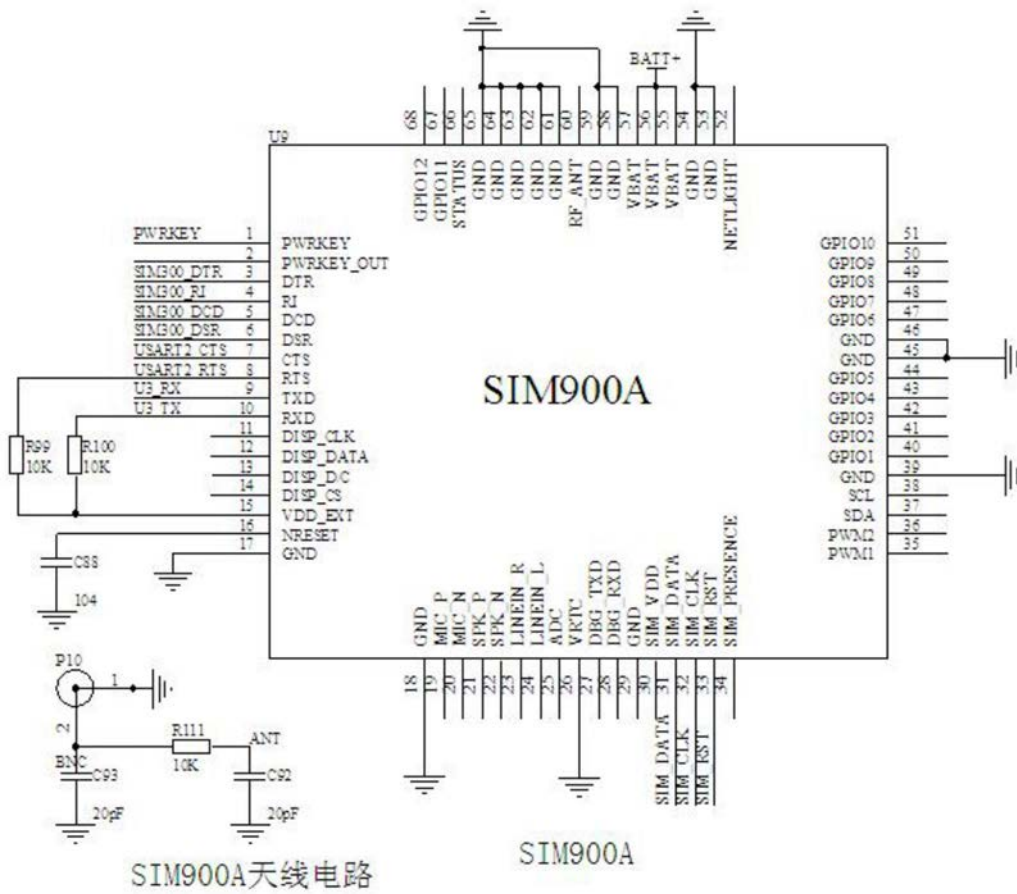 BATT+
68 67 66 65 64 63 62 61 60 59 58 57 56 55 54 53 52
U9
GPIO12 GPIO11 STATUS GND GND GND GND GND RF_ANT GND GND VBAT VBAT VBAT GND GND NETLIGHT
PWRKEY 1 PWRKEY
2 PWRKEY_OUT
SIM300_DTR 3 DTR
SIM300_RI 4 RI
SIM300_DCD 5 DCD
SIM300_DSR 6 DSR
USART2_CTS 7 CTS
USART2_RTS 8 RTS
U3_RX 9 TXD
U3_TX 10 RXD
11 DISP_CLK
12 DISP_DATA
13 DISP_D/C
14 DISP_CS
15 VDD_EXT
16 NRESET
17 GND
R99
10K
R100
10K
C88
104
SIM900A
GPIO10 51
GPIO9 50
GPIO8 49
GPIO7 48
GPIO6 47
GND 46
GND 45
GPIO5 44
GPIO4 43
GPIO3 42
GPIO2 41
GPIO1 40
GND 39
SCL 38
SDA 37
PWM2 36
PWM1 35
GND MIC_P MIC_N SPK_P SPK_N LINEIN_R LINEIN_L ADC VRTC DBG_TXD DBG_RXD GND SIM_VDD SIM_DATA SIM_CLK SIM_RST SIM_PRESENCE
18 19 20 21 22 23 24 25 26 27 28 29 30 31 32 33 34
SIM_DATA SIM_CLK SIM_RST
P10
1
2
BNC
R111
10K
ANT
C93
20pF
C92
20pF
SIM900A天线电路
SIM900A